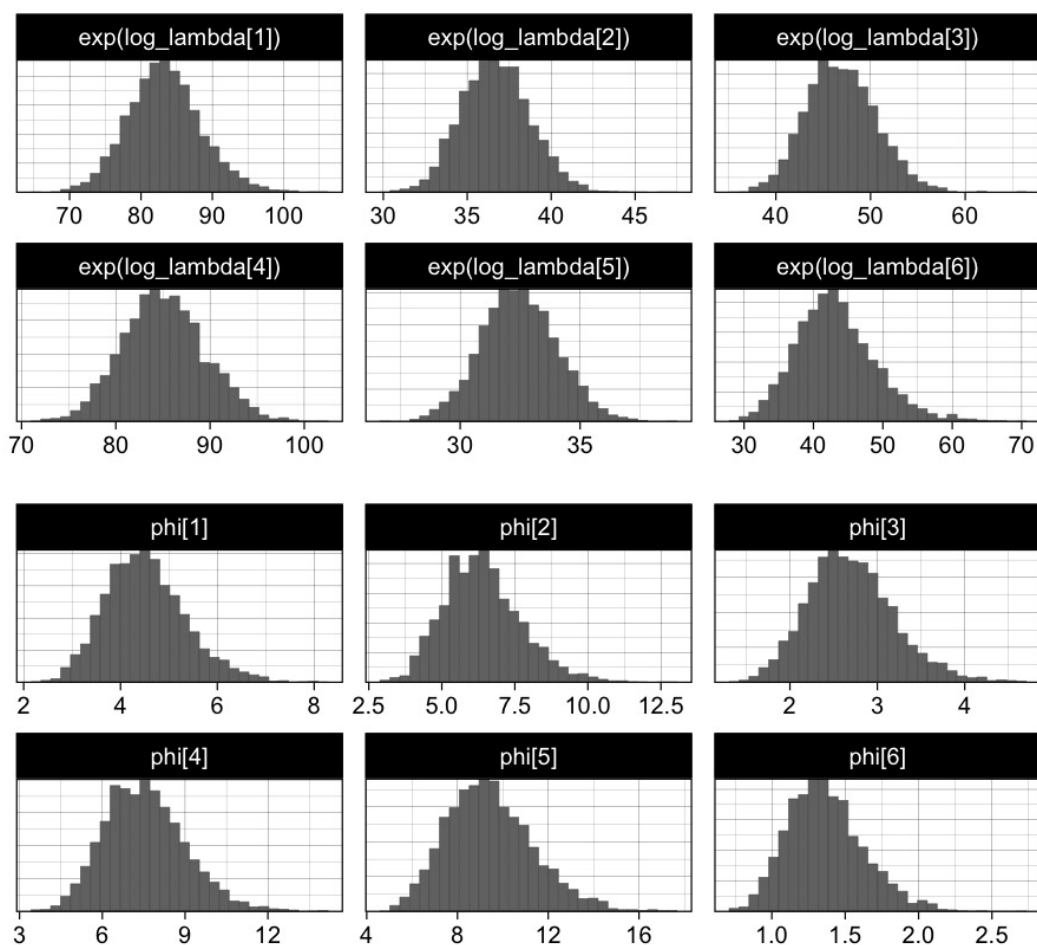 exp(log_lambda[1]) exp(log_lambda[2]) exp(log_lambda[3])
70 80 90 100 30 35 40 45 40 50 60
exp(log_lambda[4]) exp(log_lambda[5]) exp(log_lambda[6])
70 80 90 100 30 35 30 40 50 60 70
phi[1] phi[2] phi[3]
2 4 6 8 2.5 5.0 7.5 10.0 12.5 2 3 4
phi[4] phi[5] phi[6]
3 6 9 12 4 8 12 16 1.0 1.5 2.0 2.5